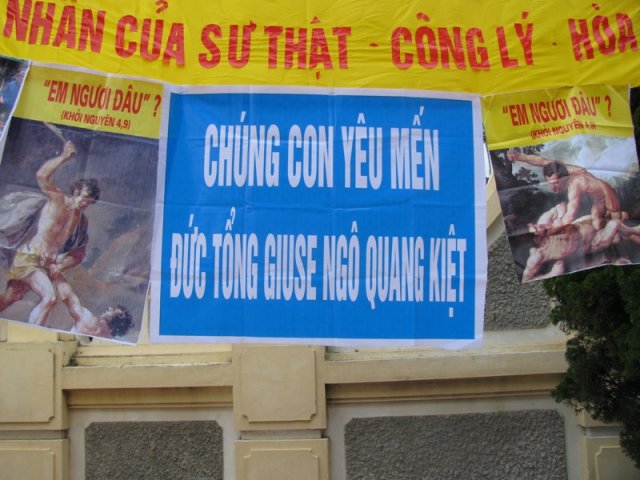 NHÂN CỦA SỰ THẬT - CÔNG LÝ - HÒA
"EM NGƯƠI ĐÂU" ?
(KHỞI NGUYÊN 4,9)
CHÚNG CON YÊU MẾN
ĐỨC TỔNG GIUSE NGÔ QUANG KIỆT
"EM NGƯƠI ĐÂU" ?
(KHỞI NGUYÊN 4,9)